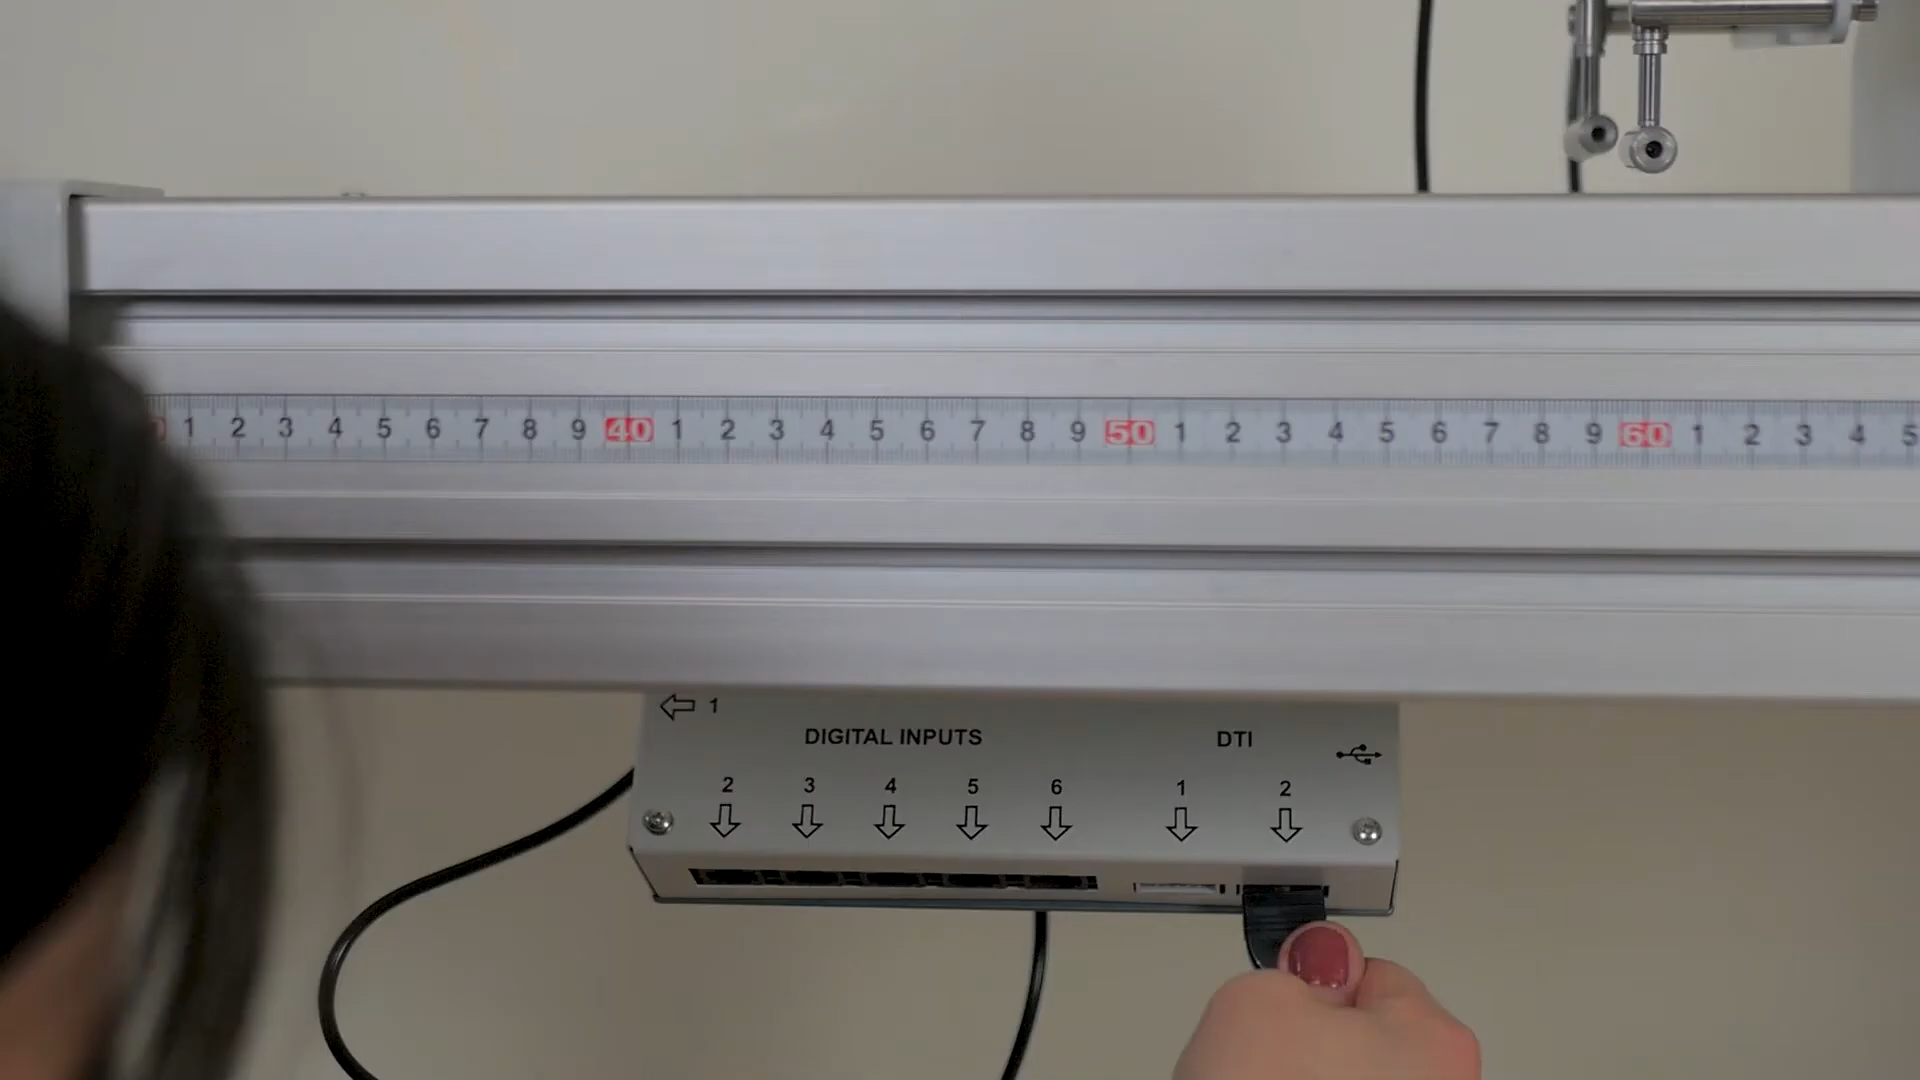 1 2 3 4 5 6 7 8 9 40 1 2 3 4 5 6 7 8 9 50 1 2 3 4 5 6 7 8 9 60 1 2 3 4 5
1
DIGITAL INPUTS DTI
2 3 4 5 6 1 2